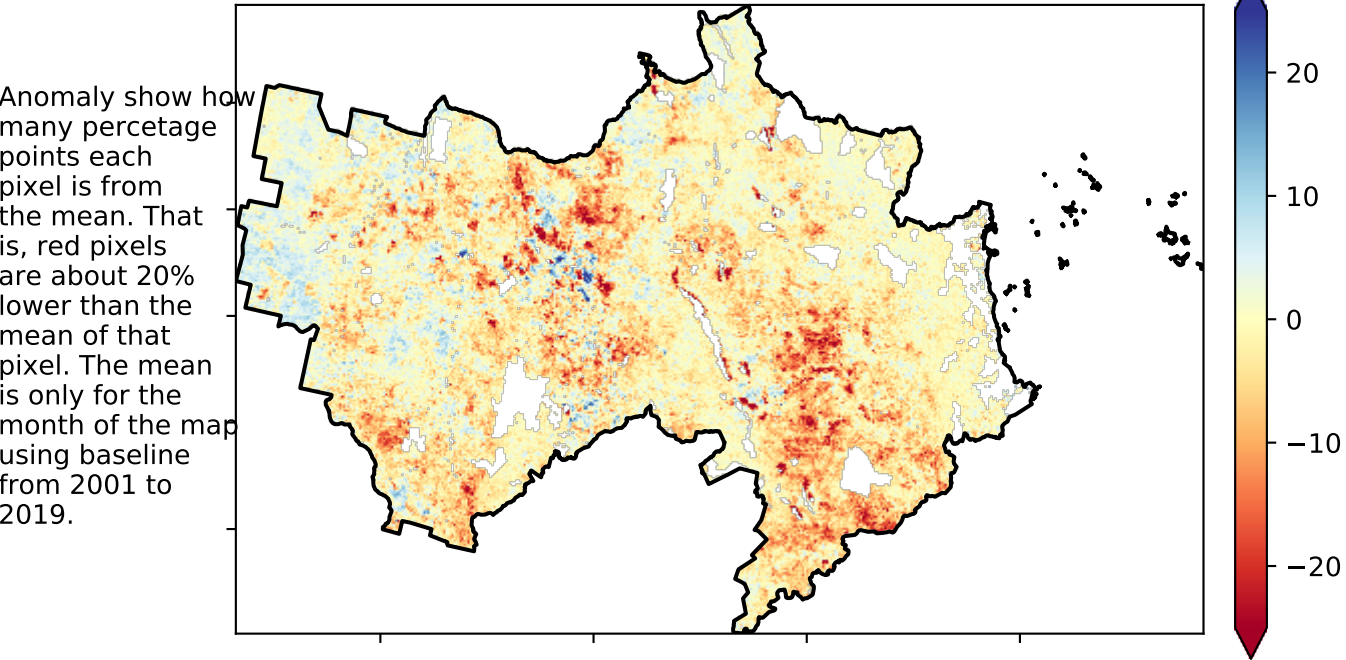 Anomaly show how
many percetage
points each
pixel is from
the mean. That
is, red pixels
are about 20%
lower than the
mean of that
pixel. The mean
is only for the
month of the map
using baseline
from 2001 to
2019.
20
10
0
−10
−20